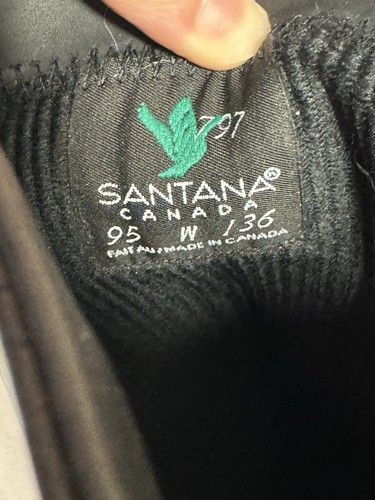 797
SANTANA®
CANADA
95 W 136
FAIT AU/MADE IN CANADA